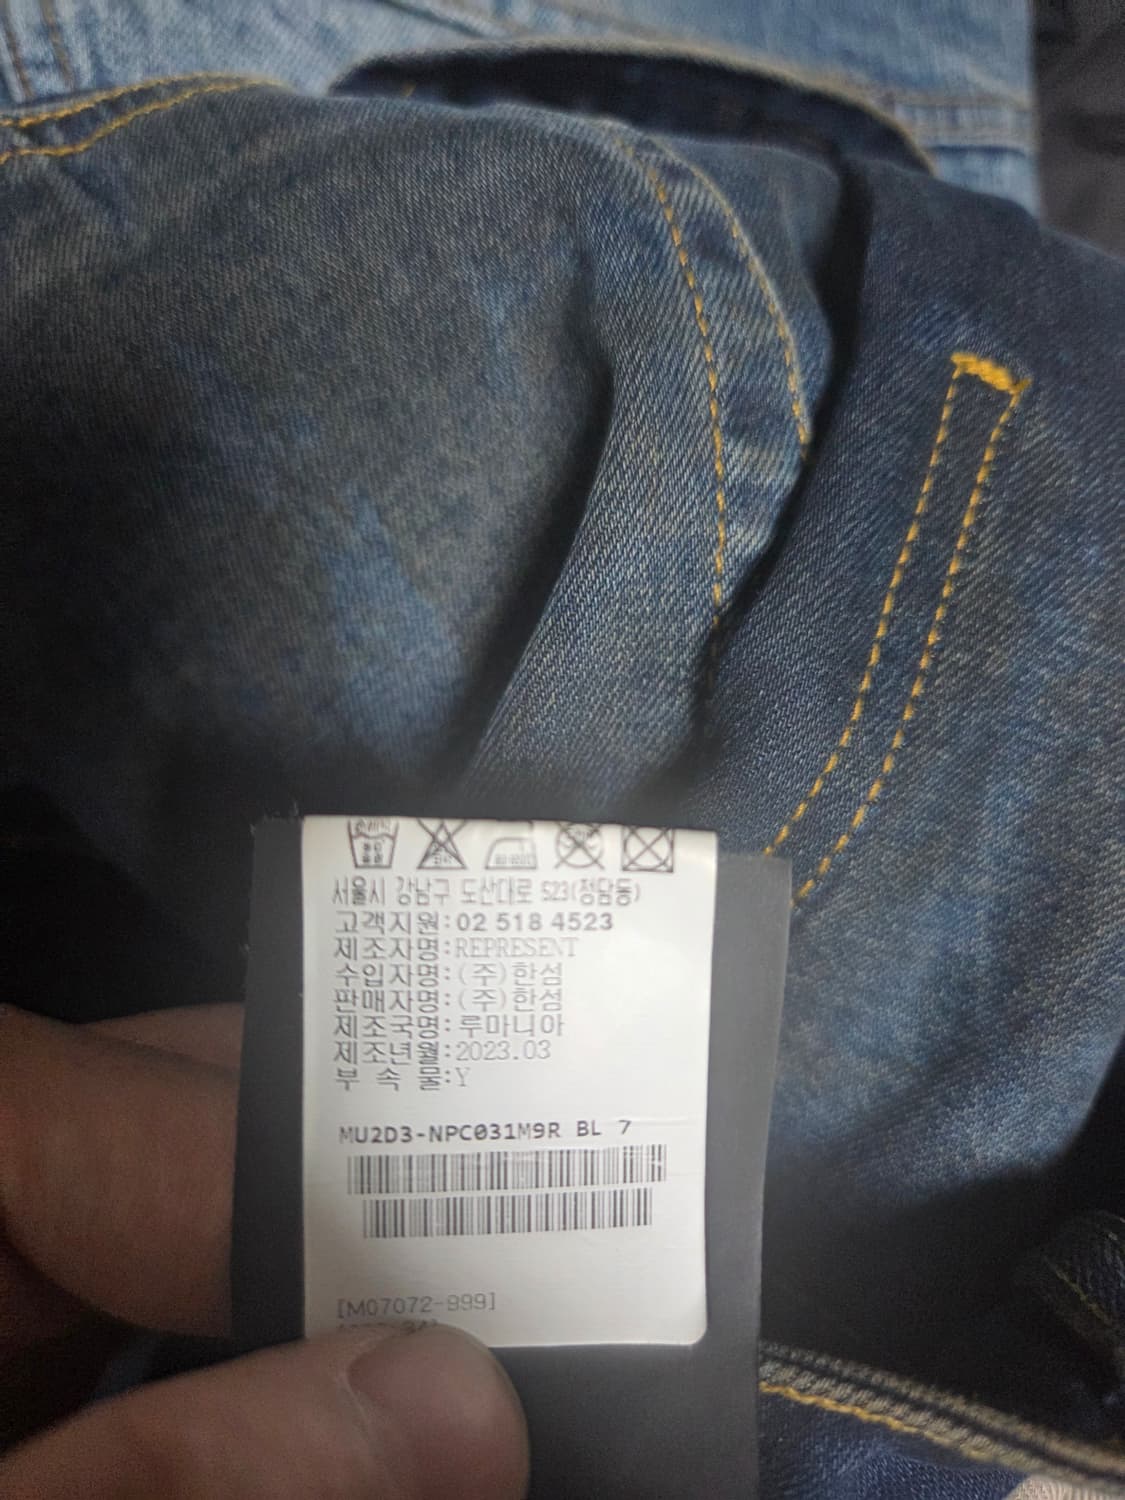 서울시 강남구 도산대로 523(청담동)
고객지원:02 518 4523
제조자명:REPRESENT
수입자명:(주)한섬
판매자명:(주)한섬
제조국명:루마니아
제조년월:2023.03
부 속 물:Y
MU2D3-NPC031M9R BL 7
[M07072-999]